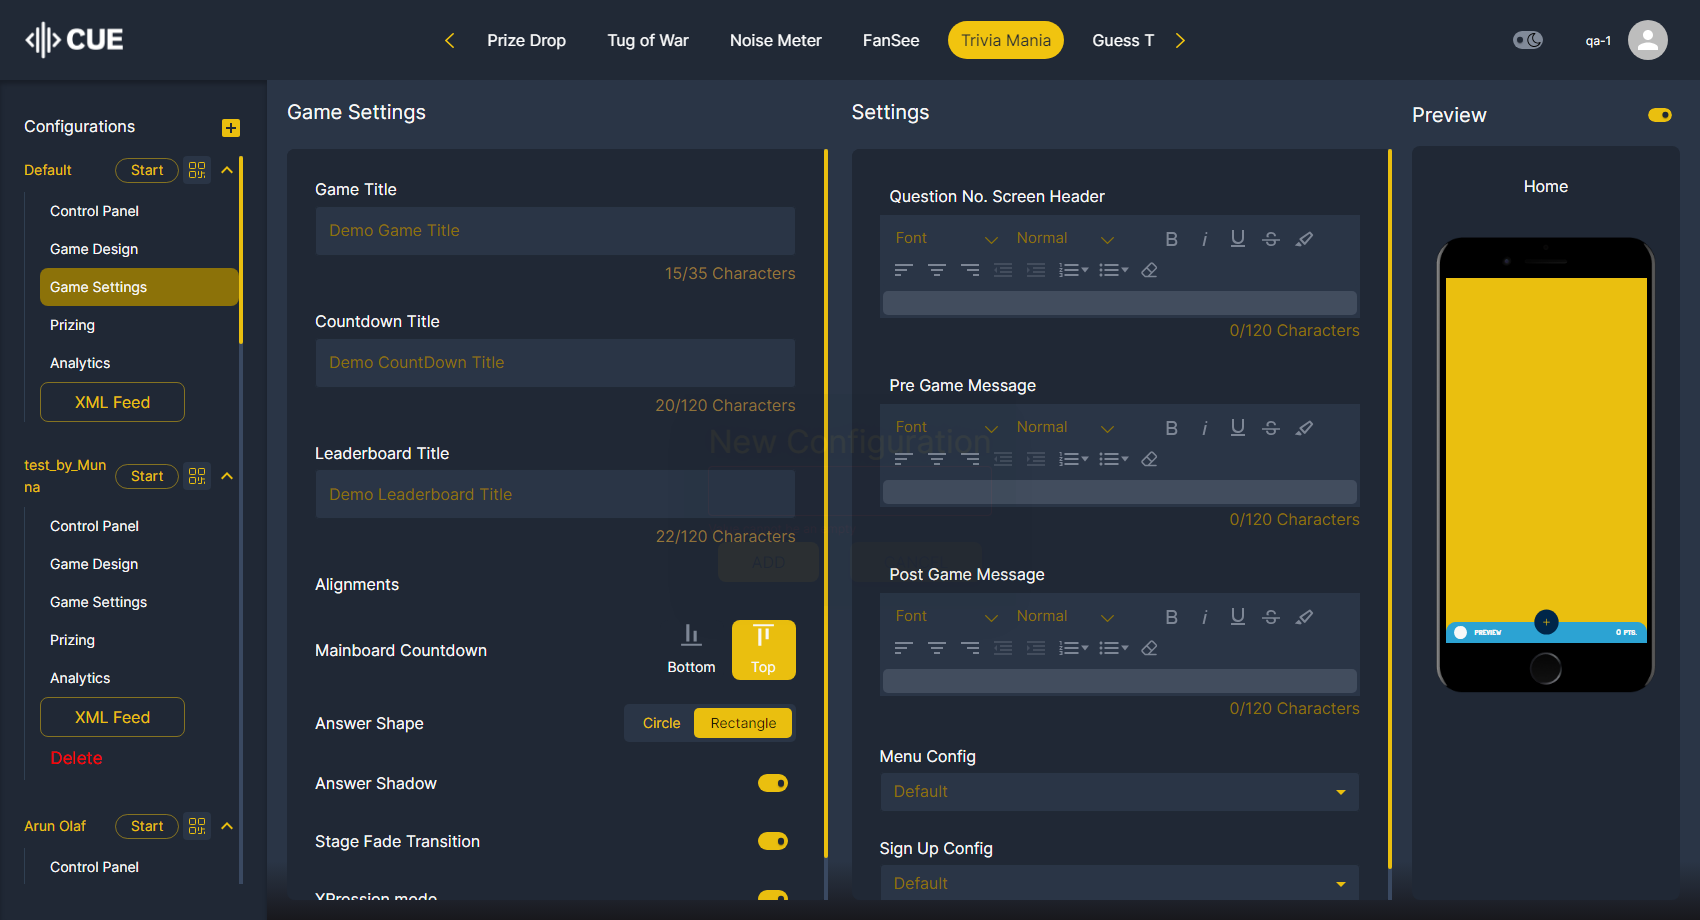 CUE
Prize Drop
Tug of War
Noise Meter
FanSee
Trivia Mania
Guess T
qa-1
Configurations
Default
Start
Control Panel
Game Design
Game Settings
Prizing
Analytics
XML Feed
test_by_Mun
na
Start
Control Panel
Game Design
Game Settings
Prizing
Analytics
XML Feed
Delete
Arun Olaf
Start
Control Panel
Game Settings
Game Title
Demo Game Title
15/35 Characters
Countdown Title
Demo CountDown Title
20/120 Characters
Leaderboard Title
Demo Leaderboard Title
22/120 Characters
Alignments
Mainboard Countdown
Bottom
Top
Answer Shape
Circle
Rectangle
Answer Shadow
Stage Fade Transition
XPression mode
New Configuration
ADD
Settings
Question No. Screen Header
Font
Normal
B i U S
0/120 Characters
Pre Game Message
Font
Normal
B i U S
0/120 Characters
Post Game Message
Font
Normal
B i U S
0/120 Characters
Menu Config
Default
Sign Up Config
Default
Preview
Home
PREVIEW
0 PTS.